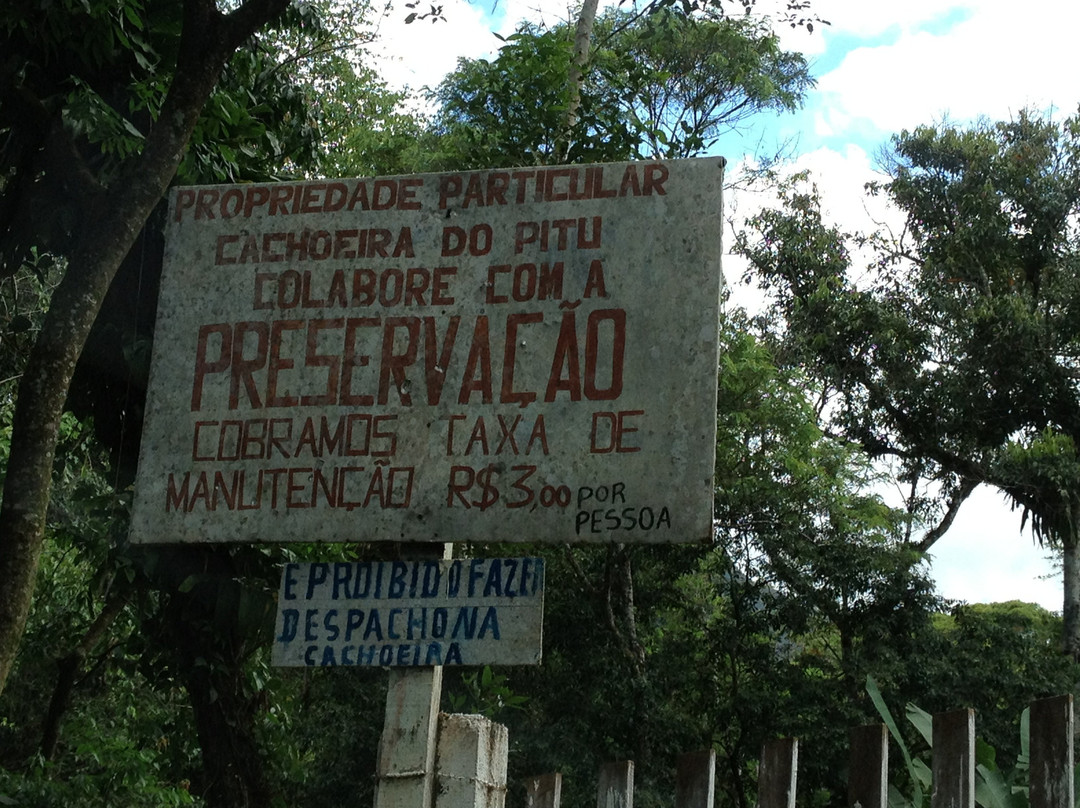 PROPRIEDADE PARTICULAR
CACHOEIRA DO PITU
COLABORE COM A
PRESERVAÇÃO
COBRAMOS TAXA DE
MANUTENÇÃO R$3,00 POR
PESSOA
E PROIBIDO FAZER
DESPACHO NA
CACHOEIRA